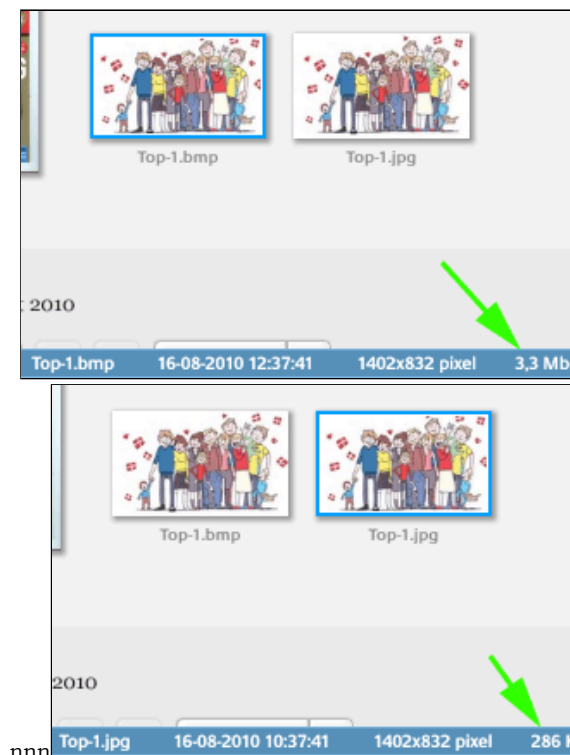 Top-1.bmp Top-1.jpg
2010
Top-1.bmp 16-08-2010 12:37:41 1402x832 pixel 3,3 Mb
Top-1.bmp Top-1.jpg
2010
nnn
Top-1.jpg 16-08-2010 10:37:41 1402x832 pixel 286